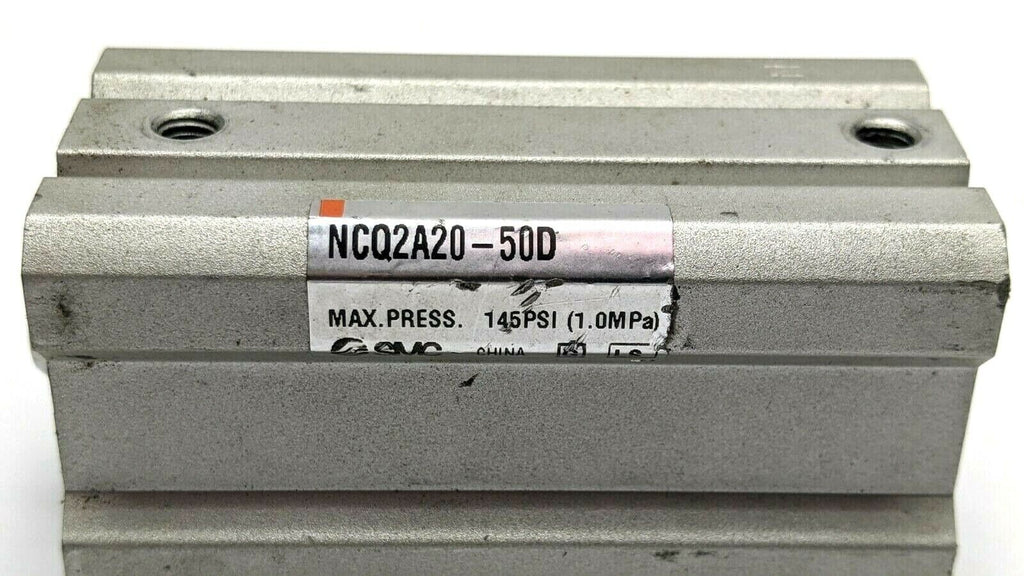 NCQ2A20-50D
MAX.PRESS. 145PSI (1.0MPa)
SMC CHINA